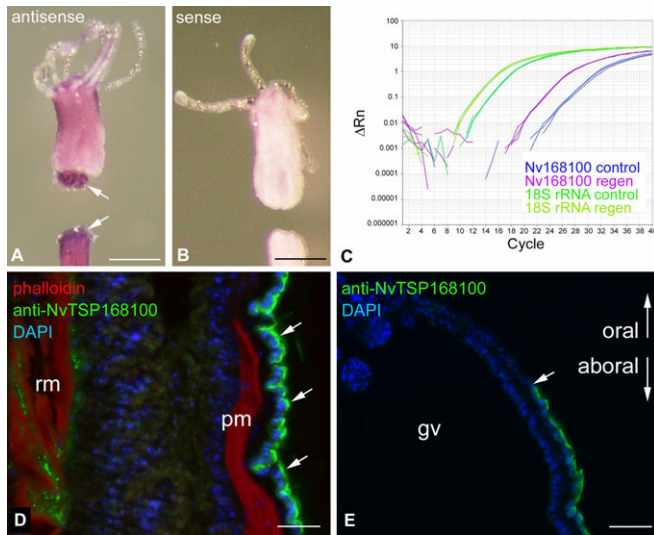 antisense
A
sense
B
C
ΔRn
100
10
1
0.1
0.01
0.001
0.0001
0.00001
0.000001
2 4 6 8 10 12 14 16 18 20 22 24 26 28 30 32 34 36 38 40
Cycle
Nv168100 control
Nv168100 regen
18S rRNA control
18S rRNA regen
phalloidin
anti-NvTSP168100
DAPI
rm
pm
D
anti-NvTSP168100
DAPI
oral
aboral
gv
E